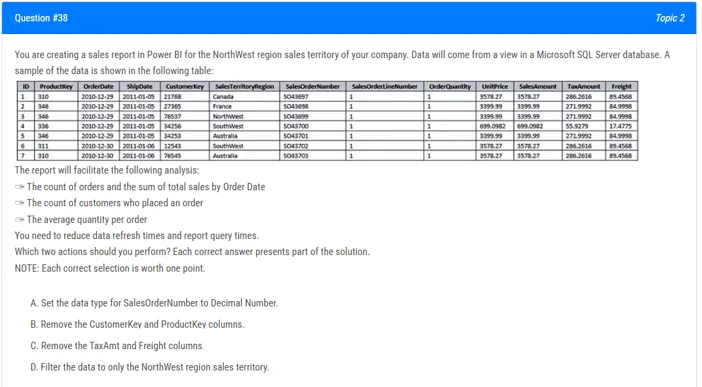 Question #38
Topic 2
You are creating a sales report in Power BI for the NorthWest region sales territory of your company. Data will come from a view in a Microsoft SQL Server database. A
sample of the data is shown in the following table:
ID ProductKey OrderDate ShipDate CustomerKey SalesTerritoryRegion SalesOrderNumber SalesOrderLineNumber OrderQuantity UnitPrice SalesAmount TaxAmount Freight
1 310 2010-12-29 2011-01-05 21768 Canada SO43697 1 1 3578.27 3578.27 286.2616 89.4568
2 346 2010-12-29 2011-01-05 27365 France SO43698 1 1 3399.99 3399.99 271.9992 84.9998
3 346 2010-12-29 2011-01-05 76537 NorthWest SO43699 1 1 3399.99 3399.99 271.9992 84.9998
4 336 2010-12-29 2011-01-05 34256 SouthWest SO43700 1 1 699.0982 699.0982 55.9279 17.4775
5 346 2010-12-29 2011-01-05 34253 Australia SO43701 1 1 3399.99 3399.99 271.9992 84.9998
6 311 2010-12-30 2011-01-06 12543 SouthWest SO43702 1 1 3578.27 3578.27 286.2616 89.4568
7 310 2010-12-30 2011-01-06 76545 Australia SO43703 1 1 3578.27 3578.27 286.2616 89.4568
The report will facilitate the following analysis:
The count of orders and the sum of total sales by Order Date
The count of customers who placed an order
The average quantity per order
You need to reduce data refresh times and report query times.
Which two actions should you perform? Each correct answer presents part of the solution.
NOTE: Each correct selection is worth one point.
A. Set the data type for SalesOrderNumber to Decimal Number.
B. Remove the CustomerKey and ProductKey columns.
C. Remove the TaxAmt and Freight columns.
D. Filter the data to only the NorthWest region sales territory.